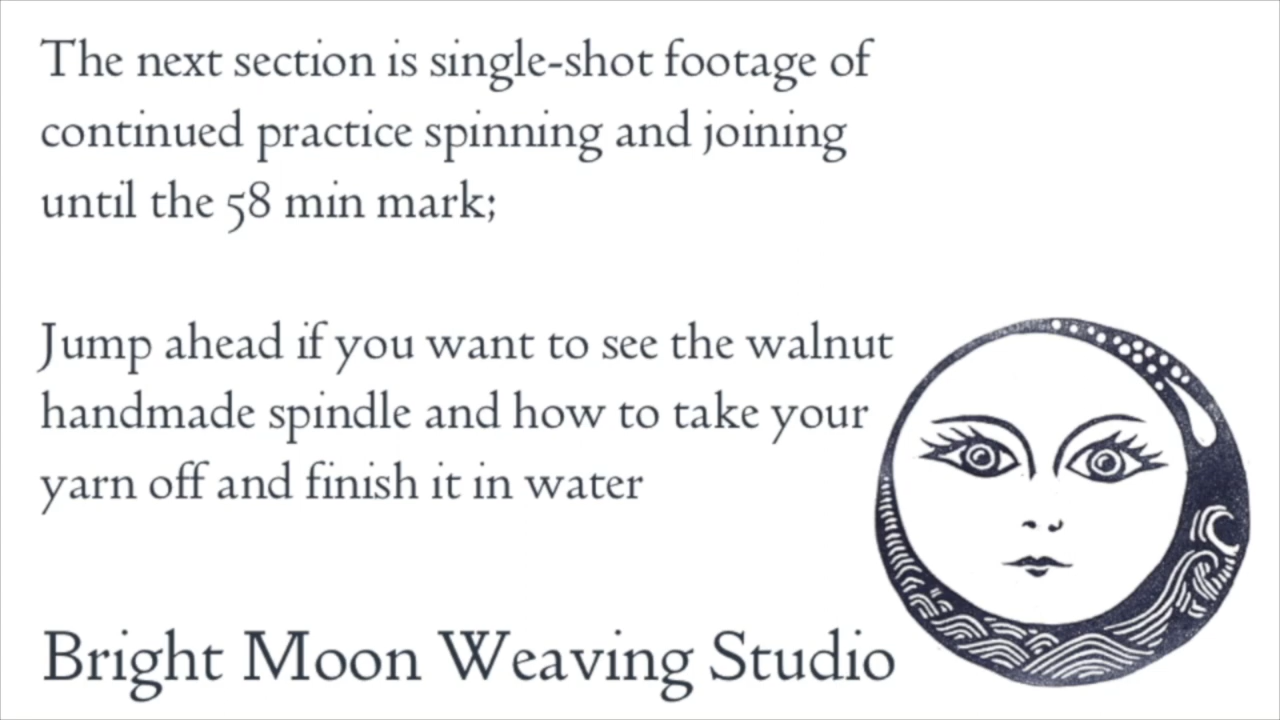 The next section is single-shot footage of
continued practice spinning and joining
until the 58 min mark;
Jump ahead if you want to see the walnut
handmade spindle and how to take your
yarn off and finish it in water
Bright Moon Weaving Studio